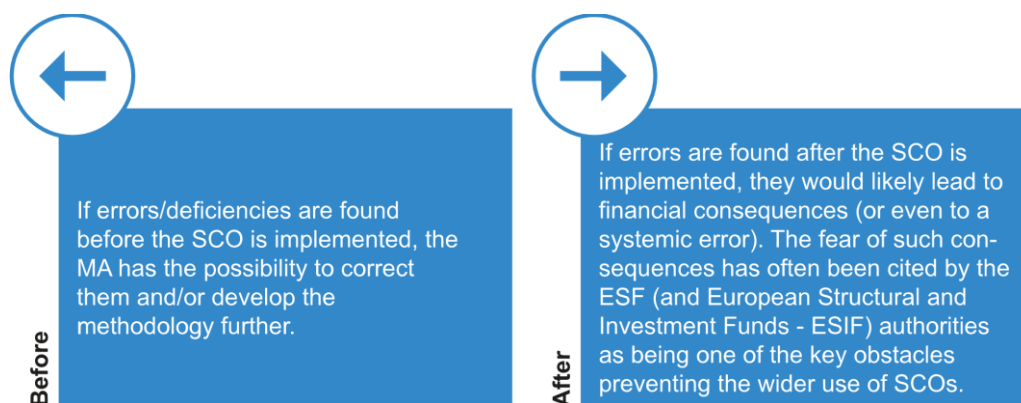 Before
If errors/deficiencies are found
before the SCO is implemented, the
MA has the possibility to correct
them and/or develop the
methodology further.
After
If errors are found after the SCO is
implemented, they would likely lead to
financial consequences (or even to a
systemic error). The fear of such con-
sequences has often been cited by the
ESF (and European Structural and
Investment Funds - ESIF) authorities
as being one of the key obstacles
preventing the wider use of SCOs.